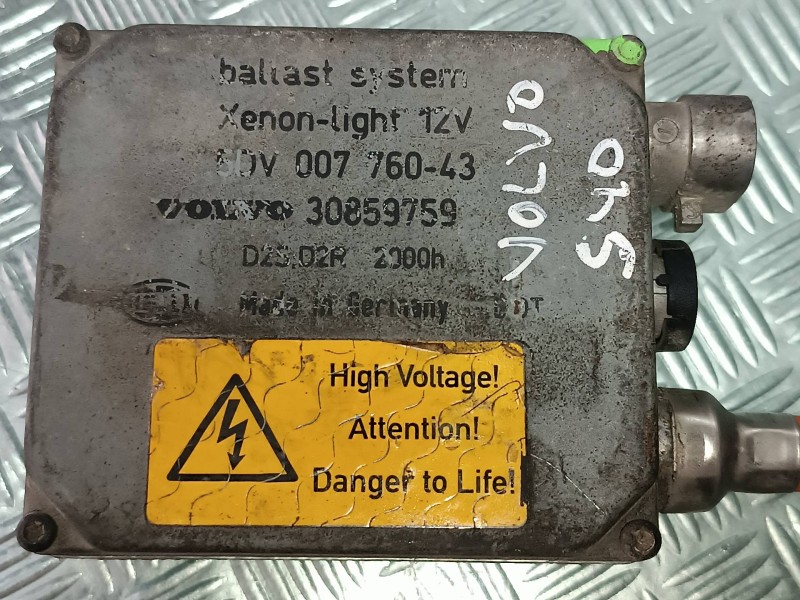 ballast system
Xenon-light 12V
5DV 007 760-43
VOLVO 30859759
D2S,D2R 2000h
Made in Germany DOT
High Voltage!
Attention!
Danger to Life!
VOLVO
S40